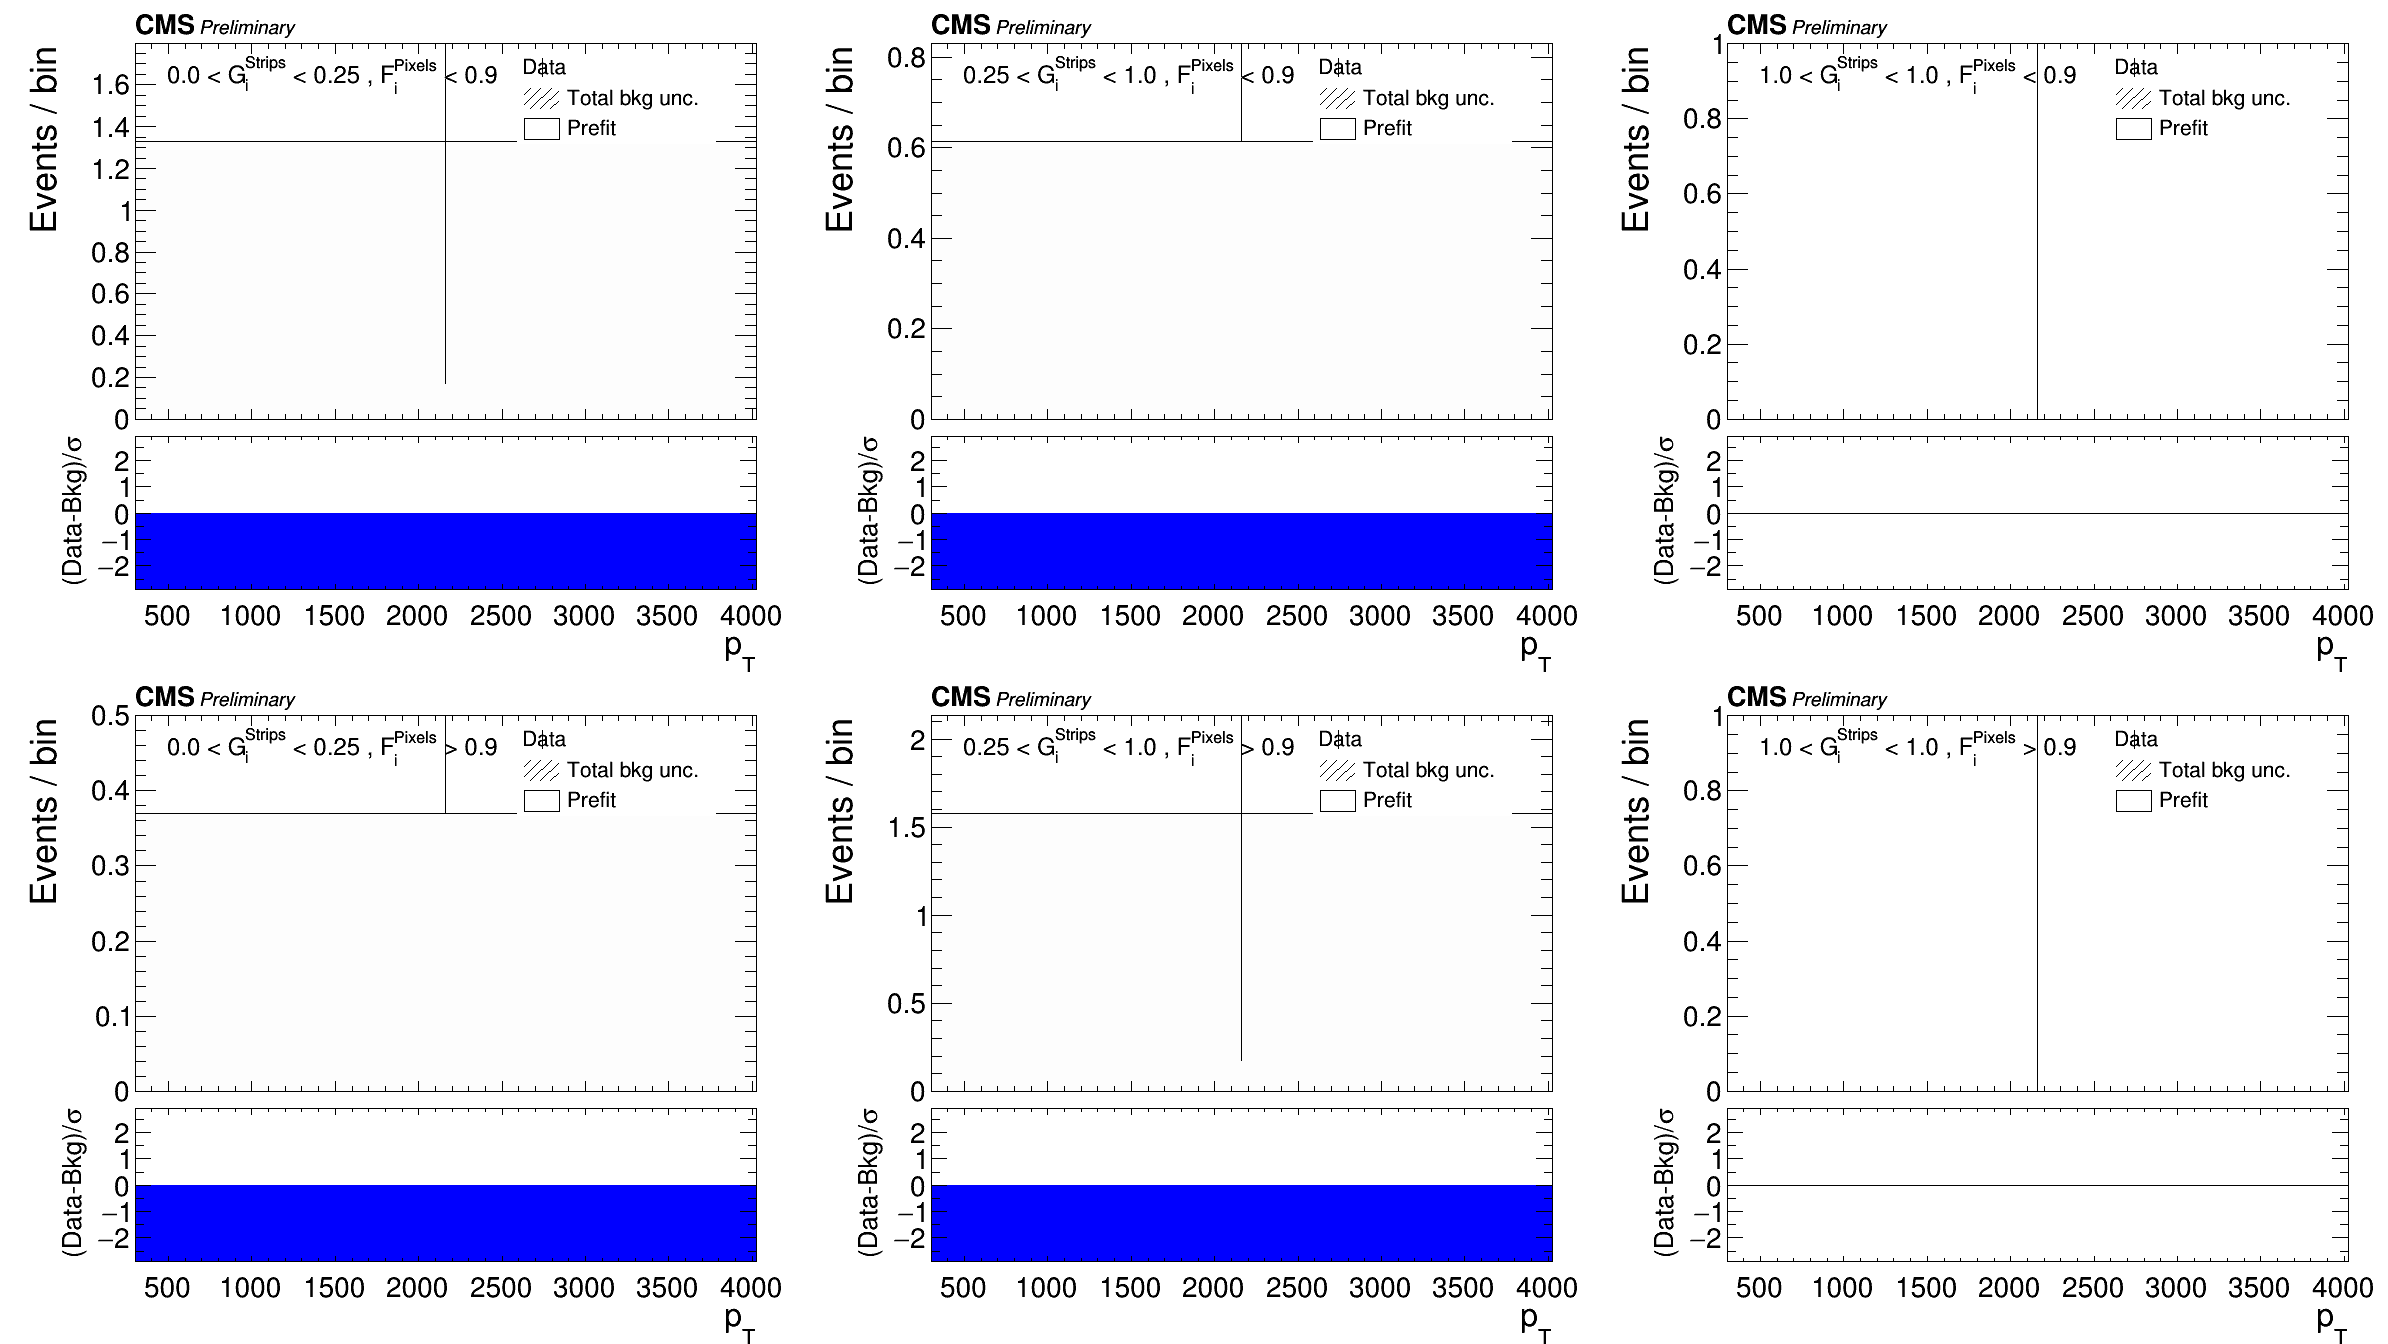 CMS Preliminary
Events / bin
0.0 < G_i^Strips < 0.25 , F_i^Pixels < 0.9
Data
Total bkg unc.
Prefit
1.6
1.4
1.2
1
0.8
0.6
0.4
0.2
0
(Data-Bkg)/σ
2
1
0
−1
−2
500 1000 1500 2000 2500 3000 3500 4000
p_T
CMS Preliminary
Events / bin
0.25 < G_i^Strips < 1.0 , F_i^Pixels < 0.9
Data
Total bkg unc.
Prefit
0.8
0.6
0.4
0.2
0
(Data-Bkg)/σ
2
1
0
−1
−2
500 1000 1500 2000 2500 3000 3500 4000
p_T
CMS Preliminary
Events / bin
1.0 < G_i^Strips < 1.0 , F_i^Pixels < 0.9
Data
Total bkg unc.
Prefit
1
0.8
0.6
0.4
0.2
0
(Data-Bkg)/σ
2
1
0
−1
−2
500 1000 1500 2000 2500 3000 3500 4000
p_T
CMS Preliminary
Events / bin
0.0 < G_i^Strips < 0.25 , F_i^Pixels > 0.9
Data
Total bkg unc.
Prefit
0.5
0.4
0.3
0.2
0.1
0
(Data-Bkg)/σ
2
1
0
−1
−2
500 1000 1500 2000 2500 3000 3500 4000
p_T
CMS Preliminary
Events / bin
0.25 < G_i^Strips < 1.0 , F_i^Pixels > 0.9
Data
Total bkg unc.
Prefit
2
1.5
1
0.5
0
(Data-Bkg)/σ
2
1
0
−1
−2
500 1000 1500 2000 2500 3000 3500 4000
p_T
CMS Preliminary
Events / bin
1.0 < G_i^Strips < 1.0 , F_i^Pixels > 0.9
Data
Total bkg unc.
Prefit
1
0.8
0.6
0.4
0.2
0
(Data-Bkg)/σ
2
1
0
−1
−2
500 1000 1500 2000 2500 3000 3500 4000
p_T